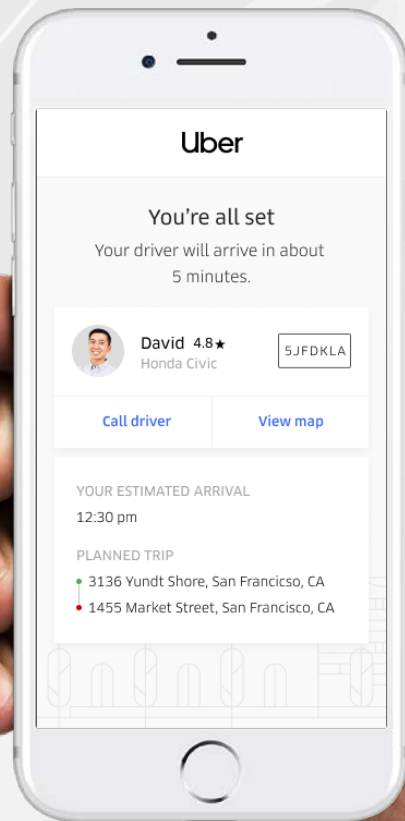 Uber
You're all set
Your driver will arrive in about
5 minutes.
David 4.8★
Honda Civic
5JFDKLA
Call driver
View map
YOUR ESTIMATED ARRIVAL
12:30 pm
PLANNED TRIP
3136 Yundt Shore, San Francicso, CA
1455 Market Street, San Francisco, CA